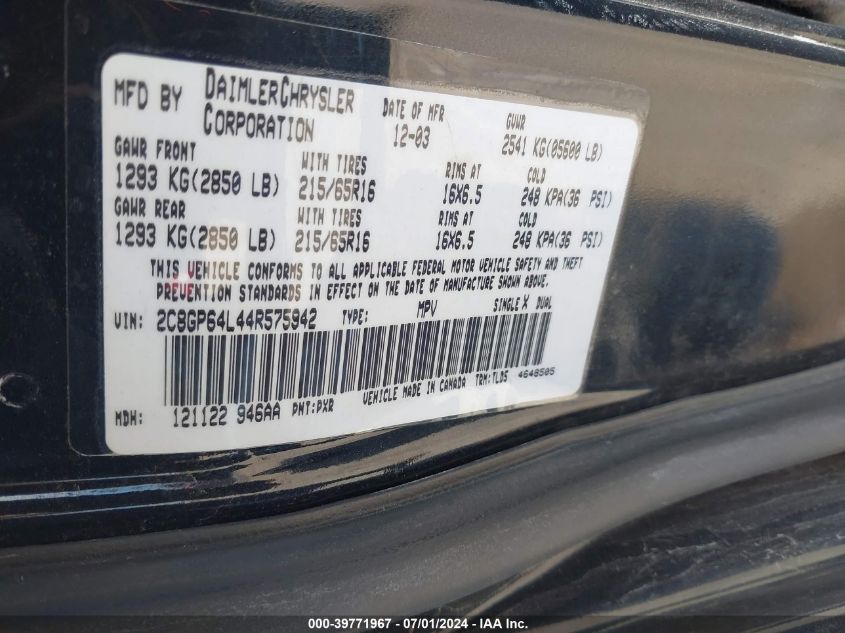 MFD BY DAIMLERCHRYSLER CORPORATION DATE OF MFR 12-03 GVWR 2541 KG(05600 LB)
GAWR FRONT WITH TIRES RIMS AT COLD
1293 KG(2850 LB) 215/65R16 16X6.5 248 KPA(36 PSI)
GAWR REAR WITH TIRES RIMS AT COLD
1293 KG(2850 LB) 215/65R16 16X6.5 248 KPA(36 PSI)
THIS VEHICLE CONFORMS TO ALL APPLICABLE FEDERAL MOTOR VEHICLE SAFETY AND THEFT
PREVENTION STANDARDS IN EFFECT ON THE DATE OF MANUFACTURE SHOWN ABOVE.
VIN: 2C8GP64L44R575942 TYPE: MPV SINGLE X DUAL
MDH: 121122 946AA PNT:PXR VEHICLE MADE IN CANADA TRM:TLD5 4648505
000-39771967 / 07/01/2024 - IAA Inc.